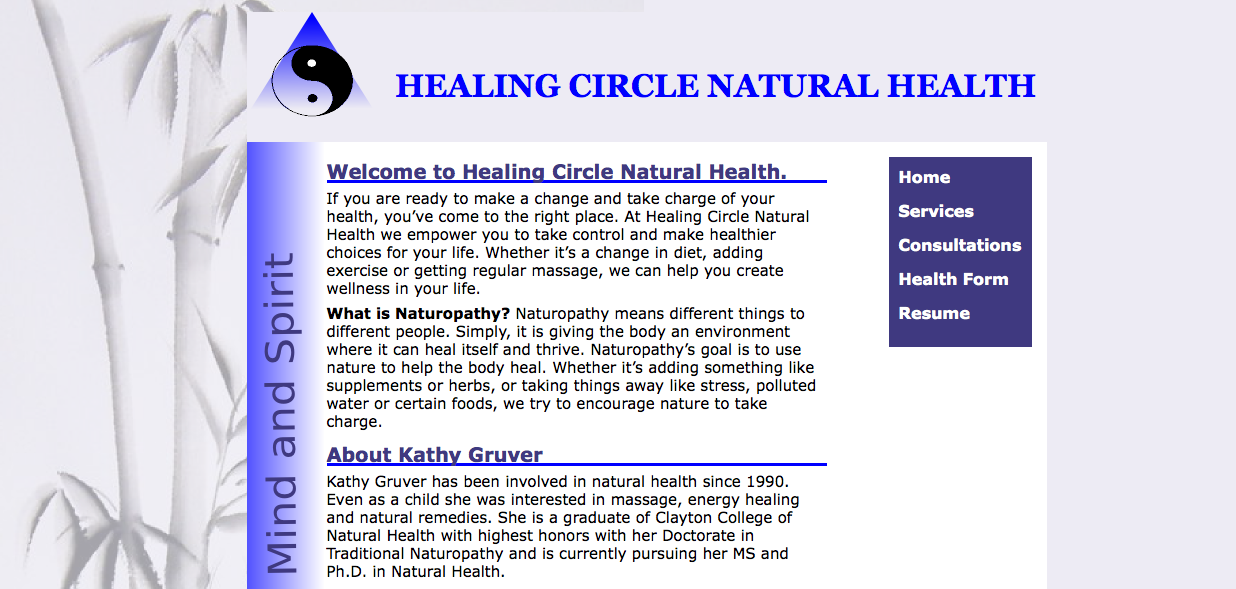 HEALING CIRCLE NATURAL HEALTH
Mind and Spirit
Welcome to Healing Circle Natural Health.
If you are ready to make a change and take charge of your
health, you’ve come to the right place. At Healing Circle Natural
Health we empower you to take control and make healthier
choices for your life. Whether it’s a change in diet, adding
exercise or getting regular massage, we can help you create
wellness in your life.
What is Naturopathy? Naturopathy means different things to
different people. Simply, it is giving the body an environment
where it can heal itself and thrive. Naturopathy’s goal is to use
nature to help the body heal. Whether it’s adding something like
supplements or herbs, or taking things away like stress, polluted
water or certain foods, we try to encourage nature to take
charge.
About Kathy Gruver
Kathy Gruver has been involved in natural health since 1990.
Even as a child she was interested in massage, energy healing
and natural remedies. She is a graduate of Clayton College of
Natural Health with highest honors with her Doctorate in
Traditional Naturopathy and is currently pursuing her MS and
Ph.D. in Natural Health.
Home
Services
Consultations
Health Form
Resume